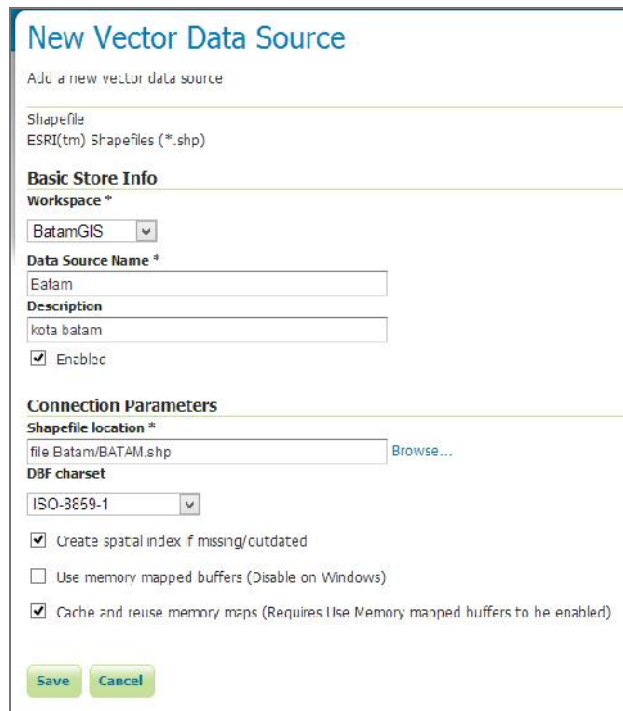 New Vector Data Source
Add a new vector data source
Shapefile
ESRI(tm) Shapefiles (*.shp)
Basic Store Info
Workspace *
BatamGIS
Data Source Name *
Batam
Description
kota batam
Enabled
Connection Parameters
Shapefile location *
file:Batam/BATAM.shp
Browse...
DBF charset
ISO-8859-1
Create spatial index if missing/outdated
Use memory mapped buffers (Disable on Windows)
Cache and reuse memory maps (Requires Use Memory mapped buffers to be enabled)
Save
Cancel